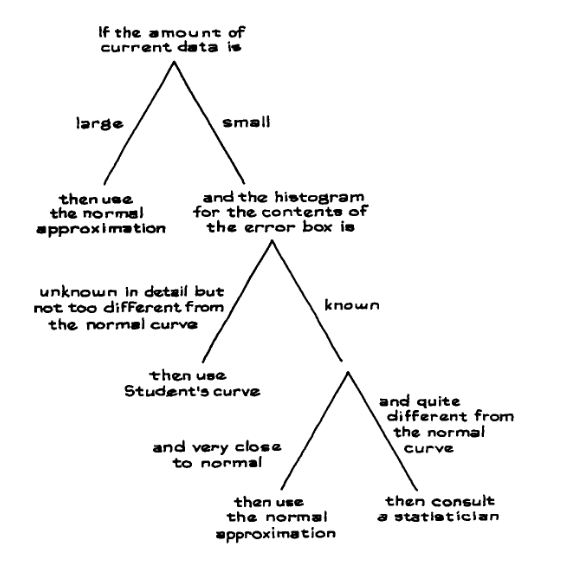 If the amount of
current data is
large
small
then use
the normal
approximation
and the histogram
for the contents of
the error box is
unknown in detail but
not too different from
the normal curve
known
then use
Student's curve
and quite
different from
the normal
curve
and very close
to normal
then use
the normal
approximation
then consult
a statistician